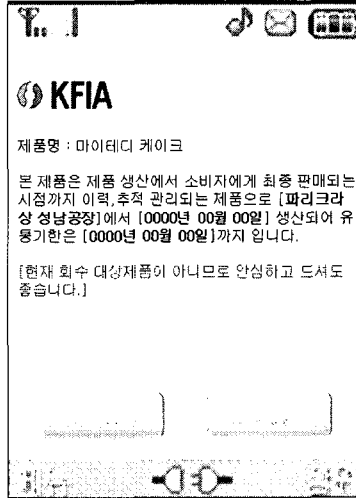 KFIA
제품명 : 마이테디 케이크
본 제품은 제품 생산에서 소비자에게 최종 판매되는
시점까지 이력,추적 관리되는 제품으로 [파리크라
상 성남공장]에서 [0000년 00월 00일] 생산되어 유
통기한은 [0000년 00월 00일]까지 입니다.
[현재 회수 대상제품이 아니므로 안심하고 드셔도
좋습니다.]